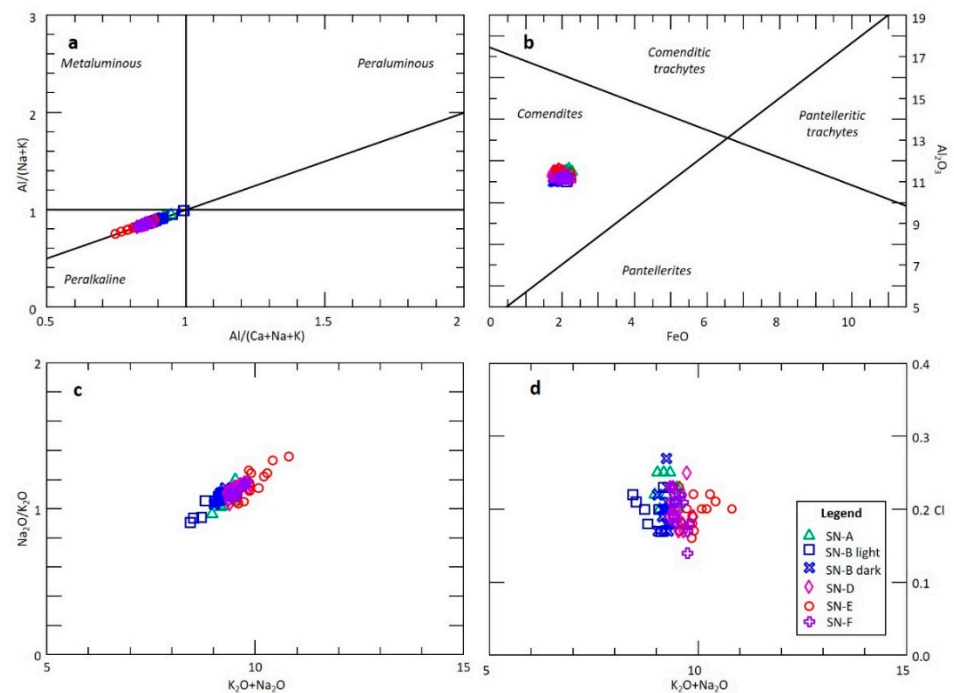 a
Metaluminous
Peraluminous
Peralkaline
Al/(Na+K)
3
2
1
0
0.5
1
1.5
2
Al/(Ca+Na+K)
b
Comenditic
trachytes
Comendites
Pantelleritic
trachytes
Pantellerites
19
17
15
13
11
9
7
5
Al₂O₃
0
2
4
6
8
10
FeO
c
Na₂O/K₂O
2
1
0
5
10
15
K₂O+Na₂O
d
0.4
0.3
0.2
0.1
0
Cl
Legend
SN-A
SN-B light
SN-B dark
SN-D
SN-E
SN-F
5
10
15
K₂O+Na₂O